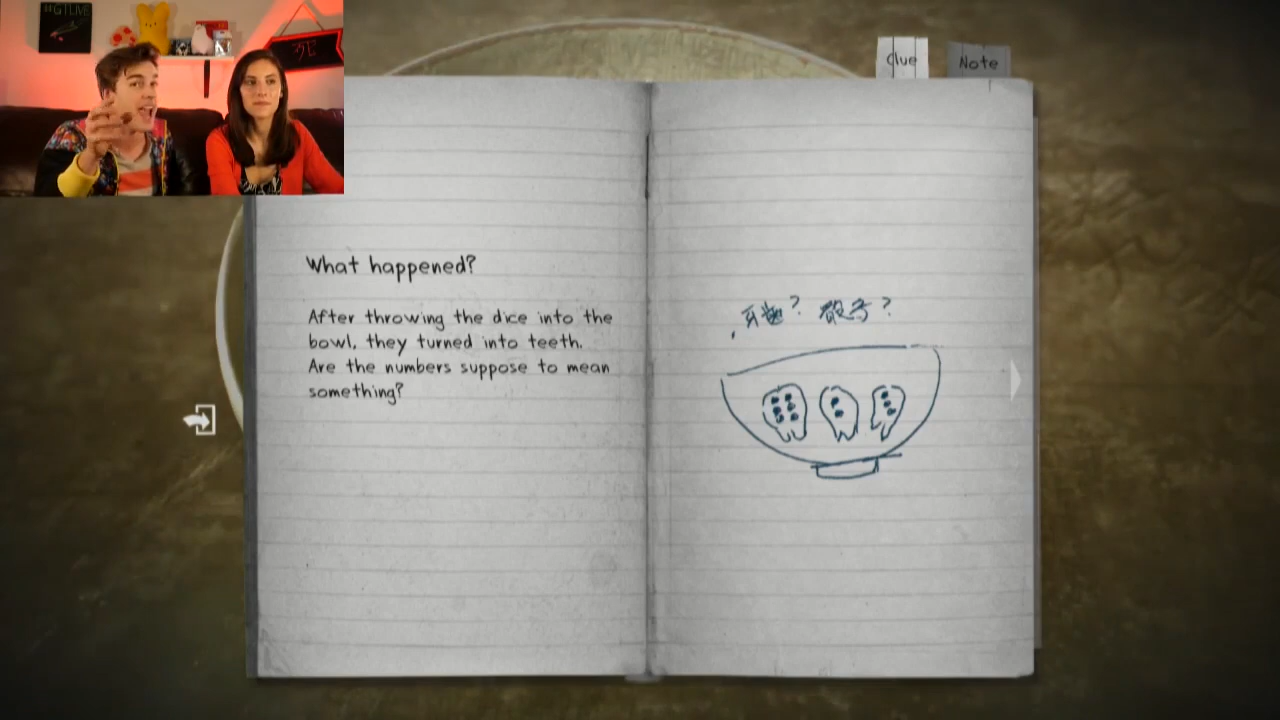 #GTLIVE
Clue
Note
What happened?
After throwing the dice into the
bowl, they turned into teeth.
Are the numbers suppose to mean
something?
牙齒? 骰子?